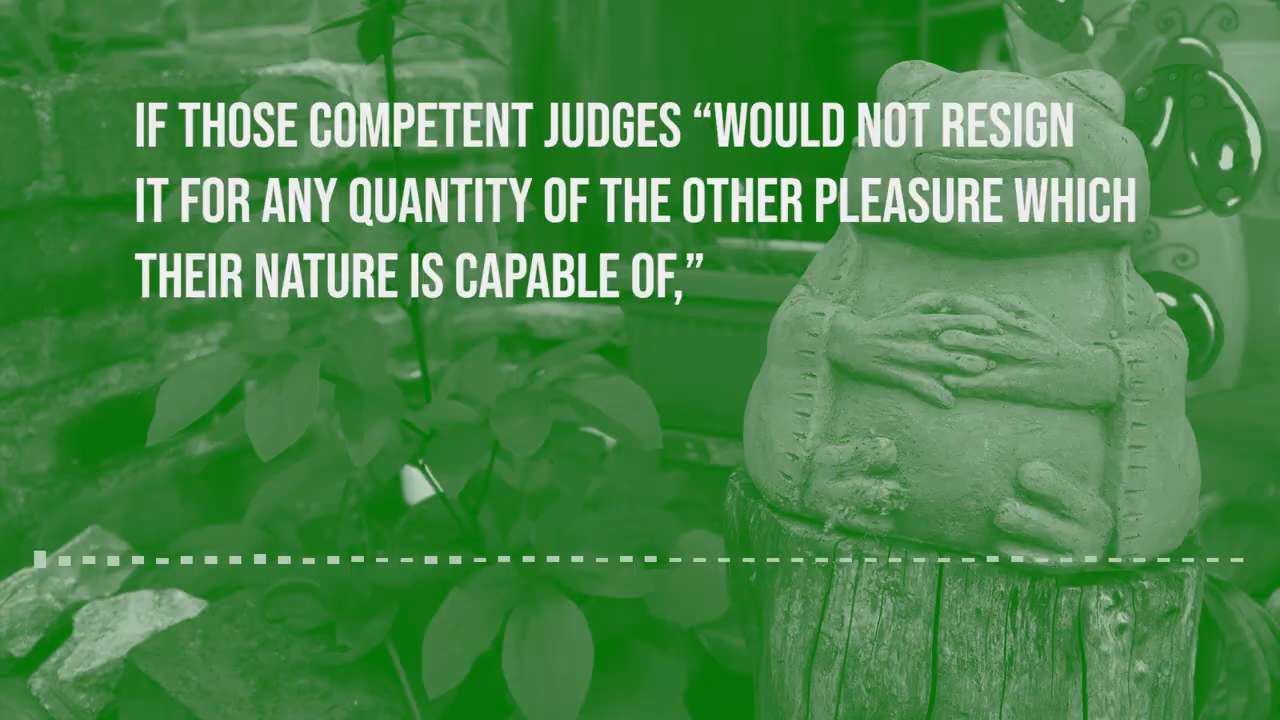 IF THOSE COMPETENT JUDGES “WOULD NOT RESIGN
IT FOR ANY QUANTITY OF THE OTHER PLEASURE WHICH
THEIR NATURE IS CAPABLE OF,”